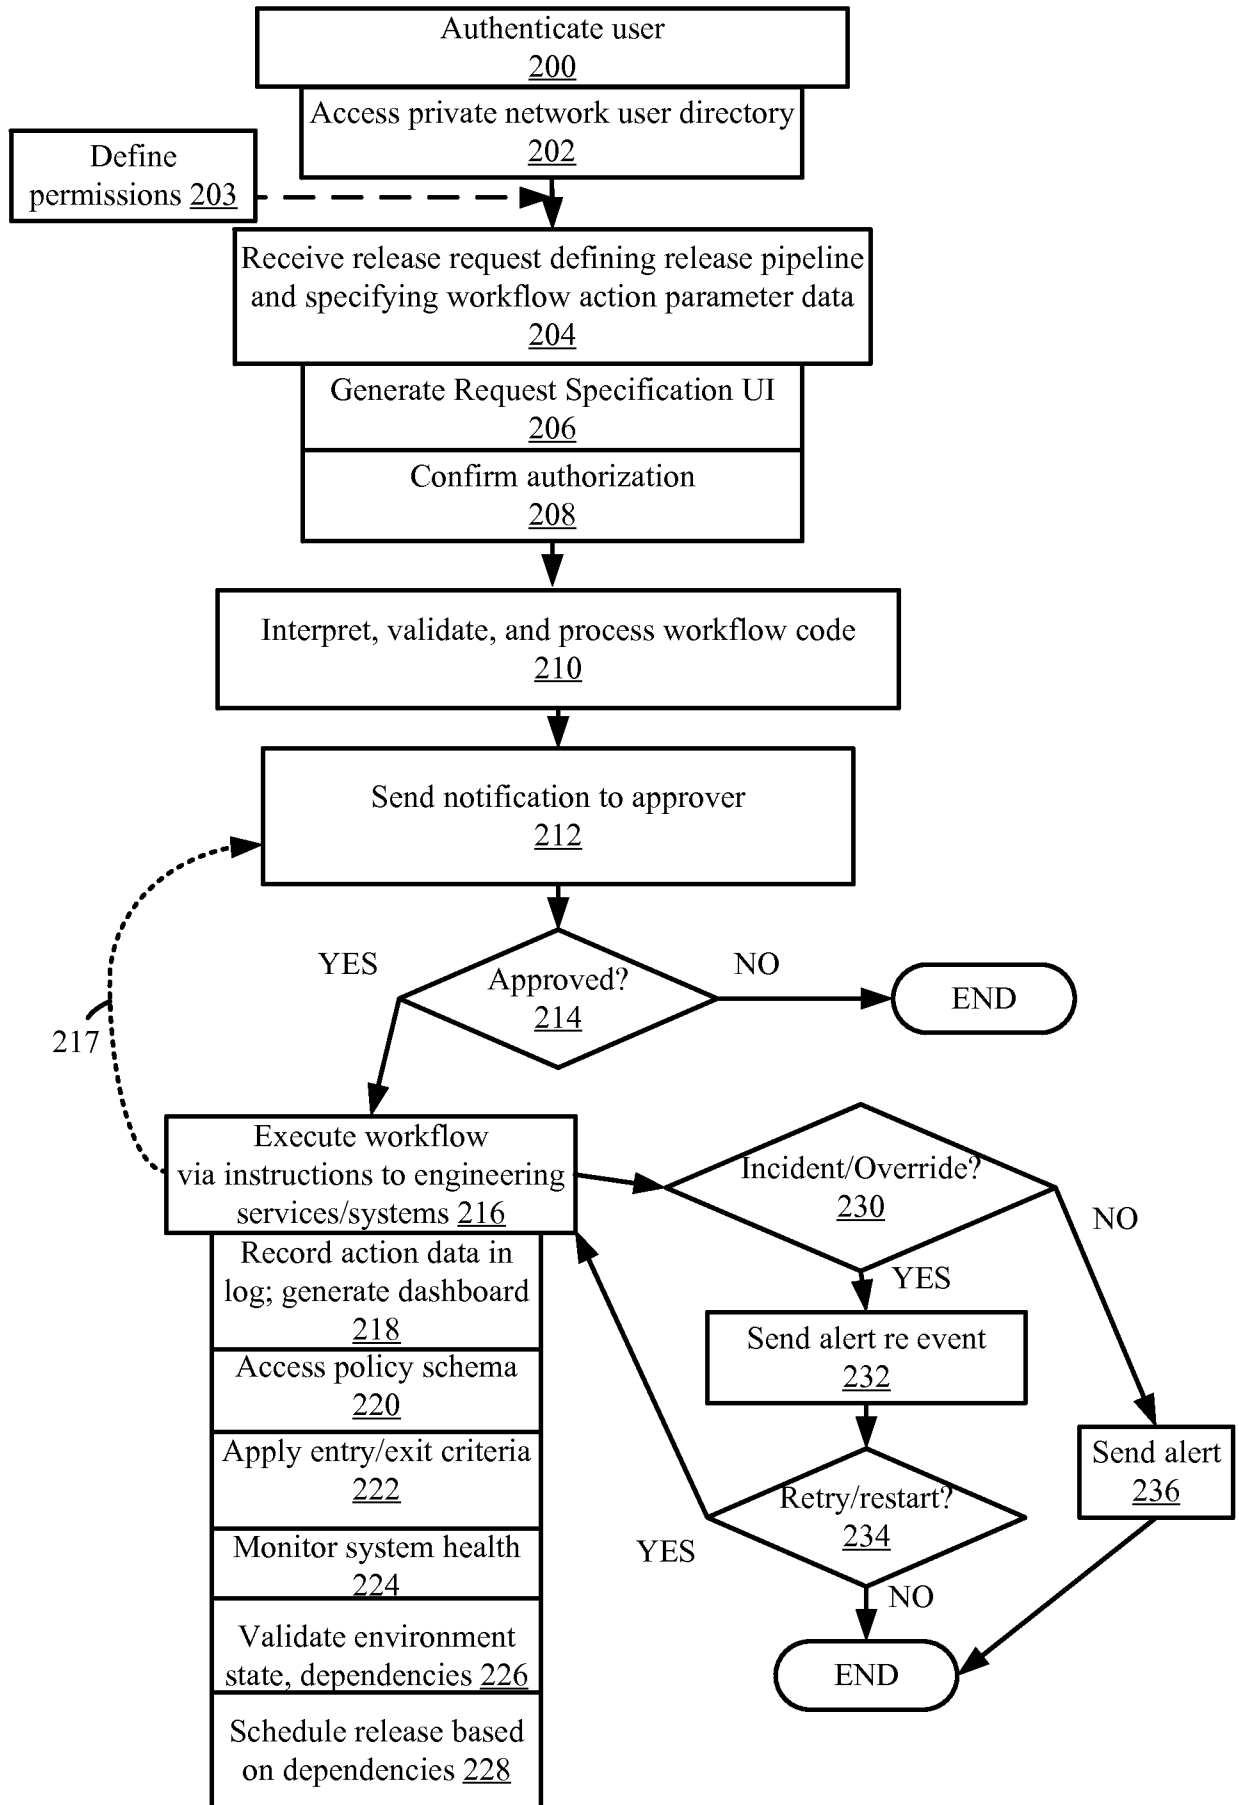 Authenticate user
200
Access private network user directory
202
Define
permissions 203
Receive release request defining release pipeline
and specifying workflow action parameter data
204
Generate Request Specification UI
206
Confirm authorization
208
Interpret, validate, and process workflow code
210
Send notification to approver
212
YES
NO
Approved?
214
END
217
Execute workflow
via instructions to engineering
services/systems 216
Incident/Override?
230
NO
YES
Record action data in
log; generate dashboard
218
Send alert re event
232
Access policy schema
220
Apply entry/exit criteria
222
Retry/restart?
234
Send alert
236
YES
NO
Monitor system health
224
Validate environment
state, dependencies 226
END
Schedule release based
on dependencies 228